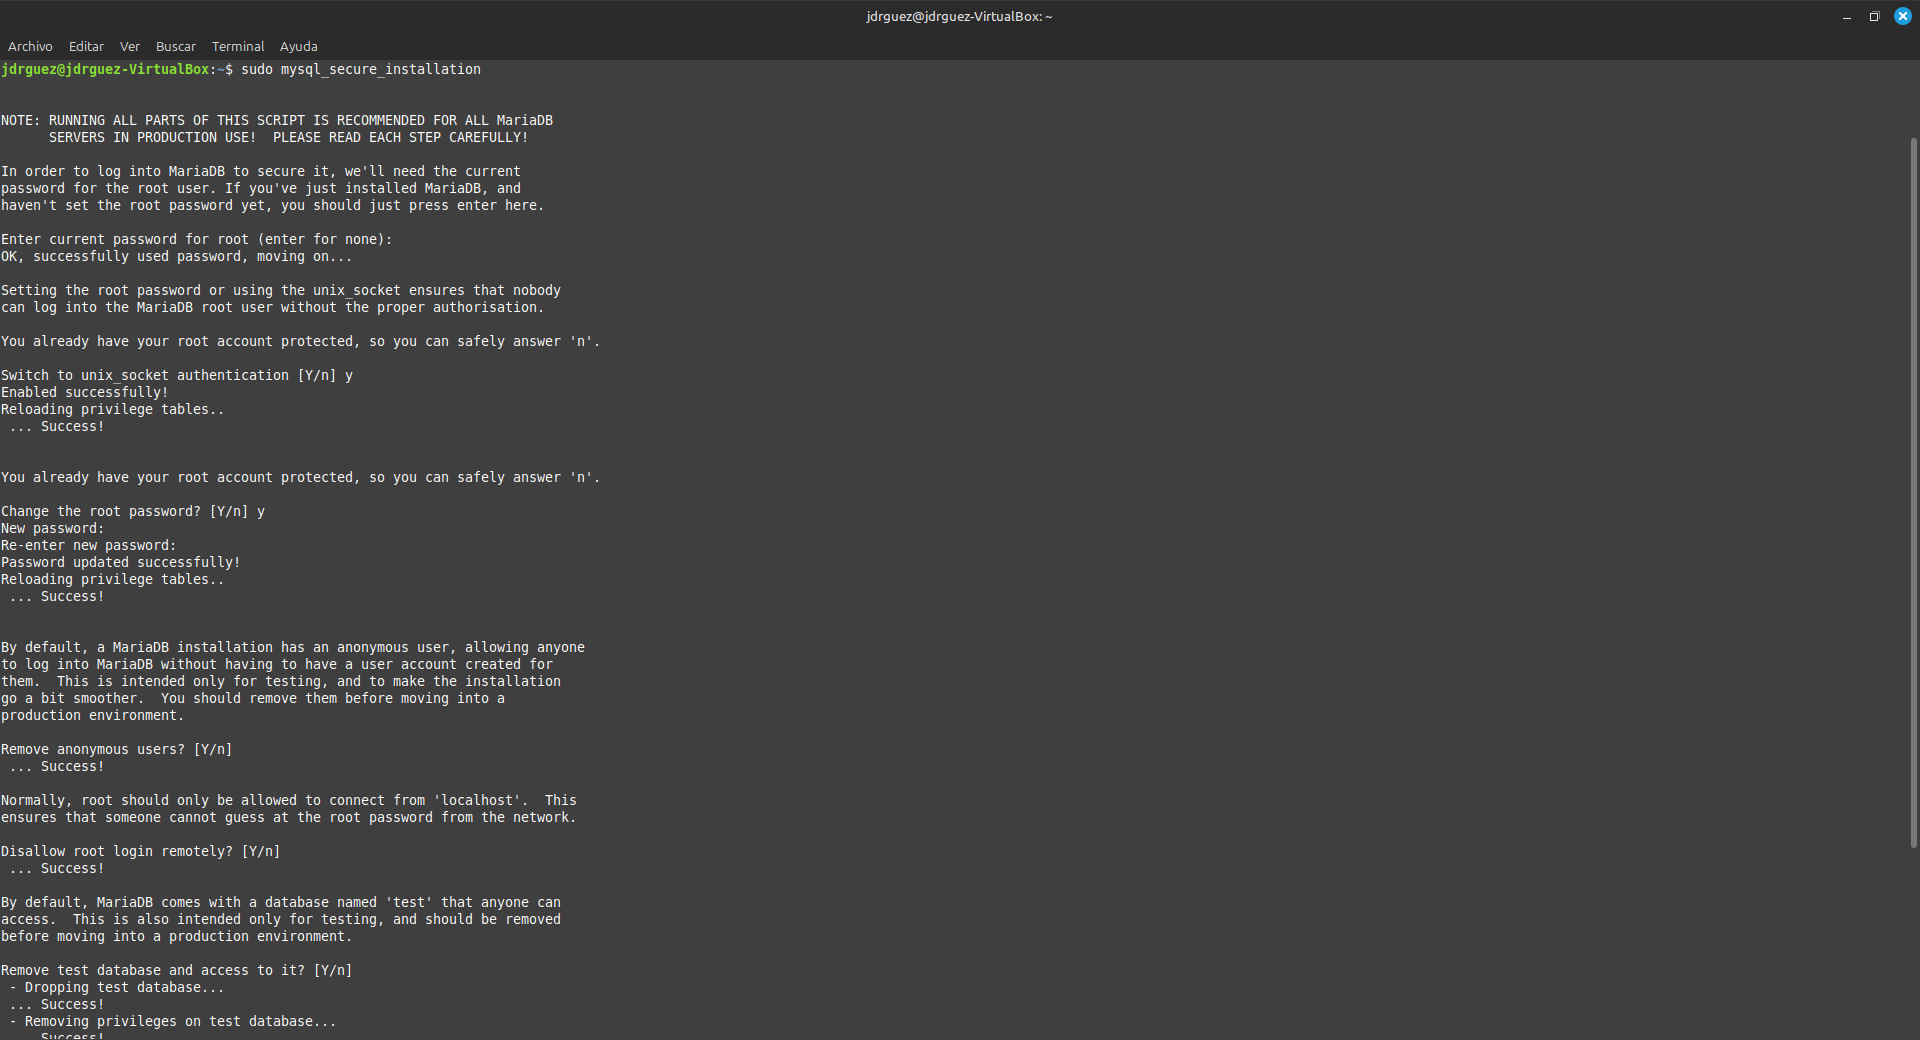 jdrguez@jdrguez-VirtualBox: ~
Archivo Editar Ver Buscar Terminal Ayuda
jdrguez@jdrguez-VirtualBox:~$ sudo mysql_secure_installation
NOTE: RUNNING ALL PARTS OF THIS SCRIPT IS RECOMMENDED FOR ALL MariaDB
SERVERS IN PRODUCTION USE!  PLEASE READ EACH STEP CAREFULLY!
In order to log into MariaDB to secure it, we'll need the current
password for the root user. If you've just installed MariaDB, and
haven't set the root password yet, you should just press enter here.
Enter current password for root (enter for none):
OK, successfully used password, moving on...
Setting the root password or using the unix_socket ensures that nobody
can log into the MariaDB root user without the proper authorisation.
You already have your root account protected, so you can safely answer 'n'.
Switch to unix_socket authentication [Y/n] y
Enabled successfully!
Reloading privilege tables..
... Success!
You already have your root account protected, so you can safely answer 'n'.
Change the root password? [Y/n] y
New password:
Re-enter new password:
Password updated successfully!
Reloading privilege tables..
... Success!
By default, a MariaDB installation has an anonymous user, allowing anyone
to log into MariaDB without having to have a user account created for
them.  This is intended only for testing, and to make the installation
go a bit smoother.  You should remove them before moving into a
production environment.
Remove anonymous users? [Y/n]
... Success!
Normally, root should only be allowed to connect from 'localhost'.  This
ensures that someone cannot guess at the root password from the network.
Disallow root login remotely? [Y/n]
... Success!
By default, MariaDB comes with a database named 'test' that anyone can
access.  This is also intended only for testing, and should be removed
before moving into a production environment.
Remove test database and access to it? [Y/n]
- Dropping test database...
... Success!
- Removing privileges on test database...
... Success!